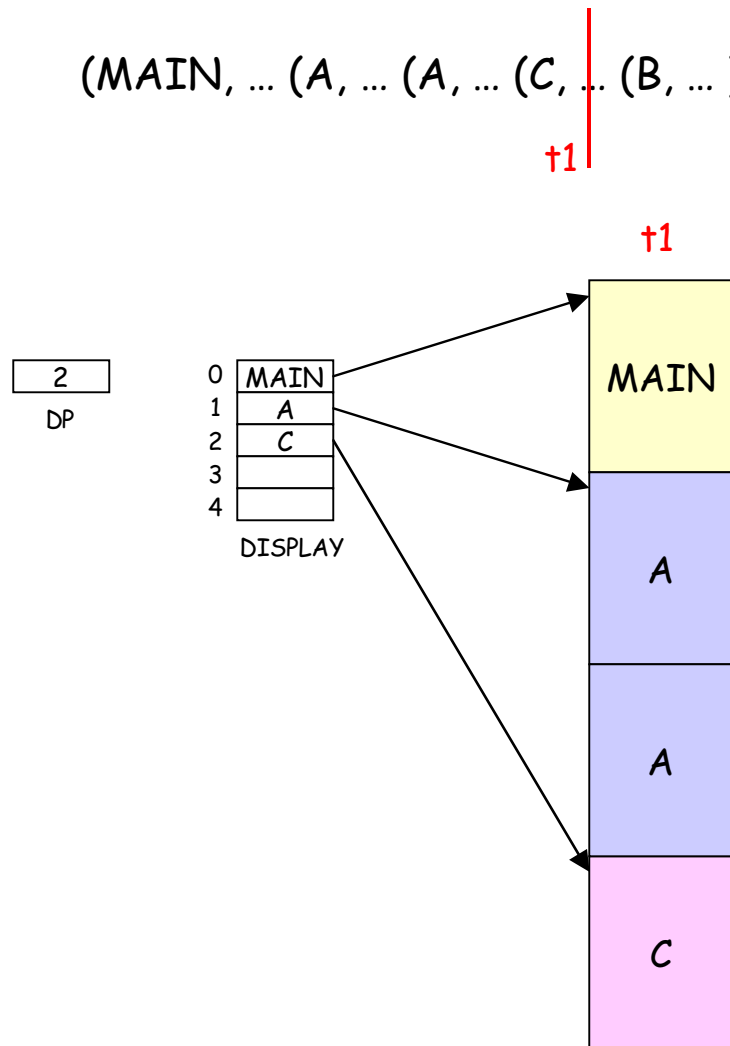 (MAIN, ... (A, ... (A, ... (C, ... (B, ... )
t1
t1
2
DP
0 MAIN
1 A
2 C
3
4
DISPLAY
MAIN
A
A
C